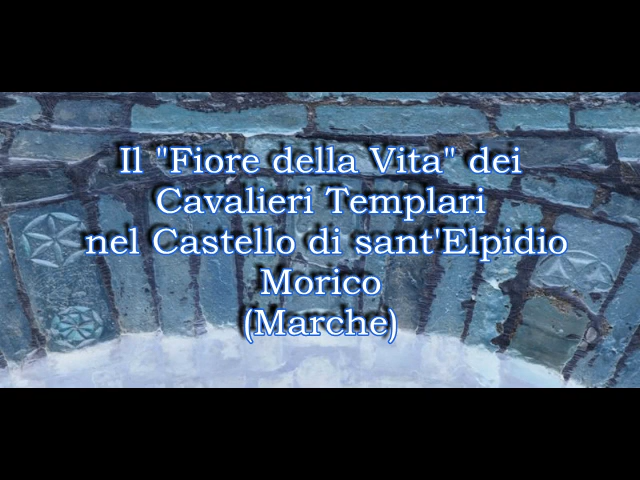 Il "Fiore della Vita" dei
Cavalieri Templari
nel Castello di sant'Elpidio
Morico
(Marche)